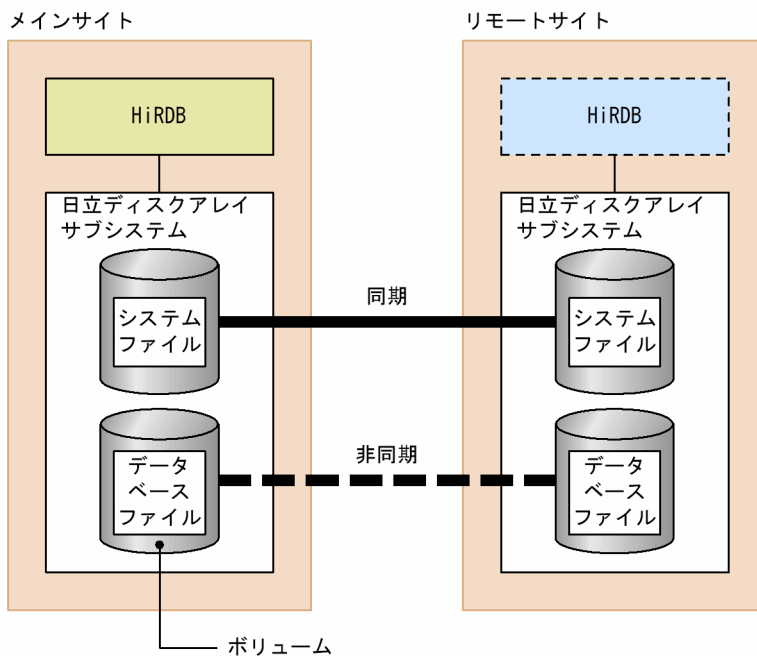 メインサイト
リモートサイト
HiRDB
HiRDB
日立ディスクアレイ
サブシステム
日立ディスクアレイ
サブシステム
システム
ファイル
同期
システム
ファイル
データ
ベース
ファイル
非同期
データ
ベース
ファイル
ボリューム